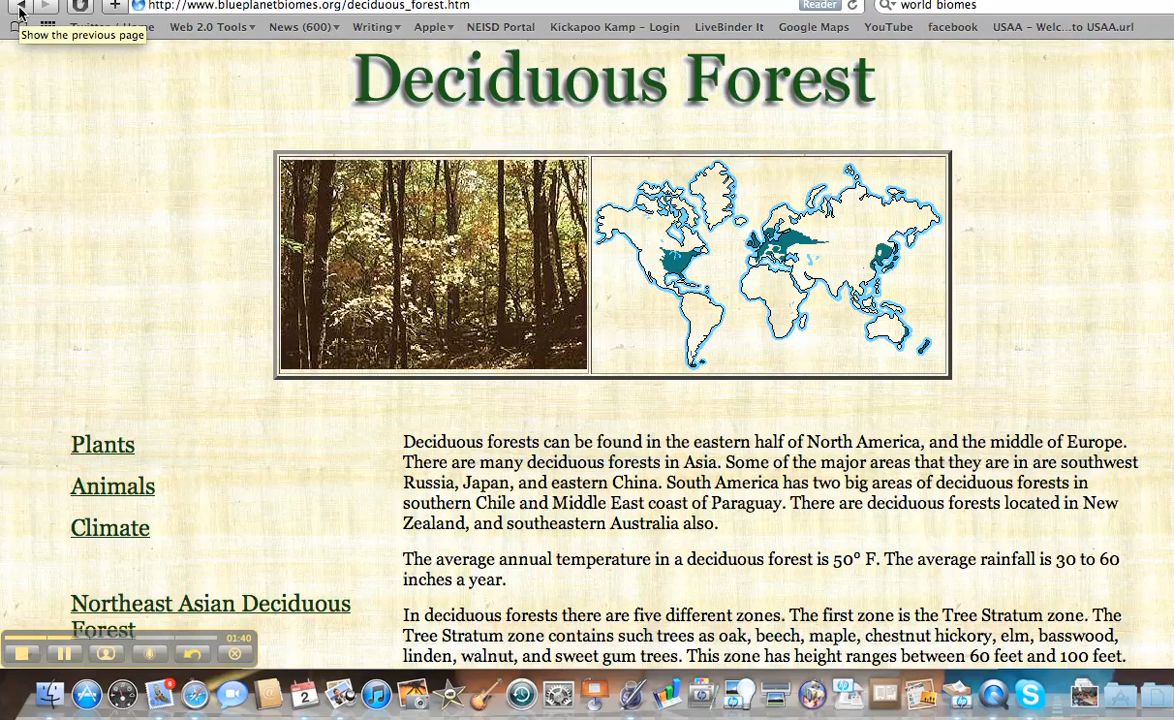 http://www.blueplanetbiomes.org/deciduous_forest.htm
Reader
world biomes
Show the previous page
Web 2.0 Tools
News (600)
Writing
Apple
NEISD Portal
Kickapoo Kamp - Login
LiveBinder It
Google Maps
YouTube
facebook
USAA - Welc...to USAA.url
Deciduous Forest
Plants
Animals
Climate
Northeast Asian Deciduous
Forest
Deciduous forests can be found in the eastern half of North America, and the middle of Europe.
There are many deciduous forests in Asia. Some of the major areas that they are in are southwest
Russia, Japan, and eastern China. South America has two big areas of deciduous forests in
southern Chile and Middle East coast of Paraguay. There are deciduous forests located in New
Zealand, and southeastern Australia also.
The average annual temperature in a deciduous forest is 50° F. The average rainfall is 30 to 60
inches a year.
In deciduous forests there are five different zones. The first zone is the Tree Stratum zone. The
Tree Stratum zone contains such trees as oak, beech, maple, chestnut hickory, elm, basswood,
linden, walnut, and sweet gum trees. This zone has height ranges between 60 feet and 100 feet.
01:40
2